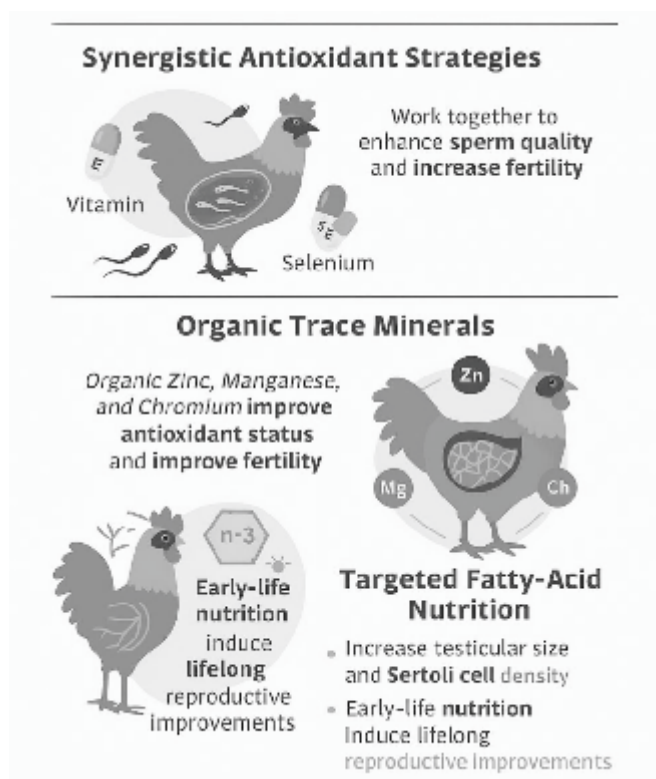 Synergistic Antioxidant Strategies
Work together to
enhance sperm quality
and increase fertility
E
Vitamin
SE
Selenium
Organic Trace Minerals
Organic Zinc, Manganese,
and Chromium improve
antioxidant status
and improve fertility
Zn
Mg
Ch
n-3
Early-life
nutrition
induce
lifelong
reproductive
improvements
Targeted Fatty-Acid
Nutrition
• Increase testicular size
and Sertoli cell density
• Early-life nutrition
Induce lifelong
reproductive improvements